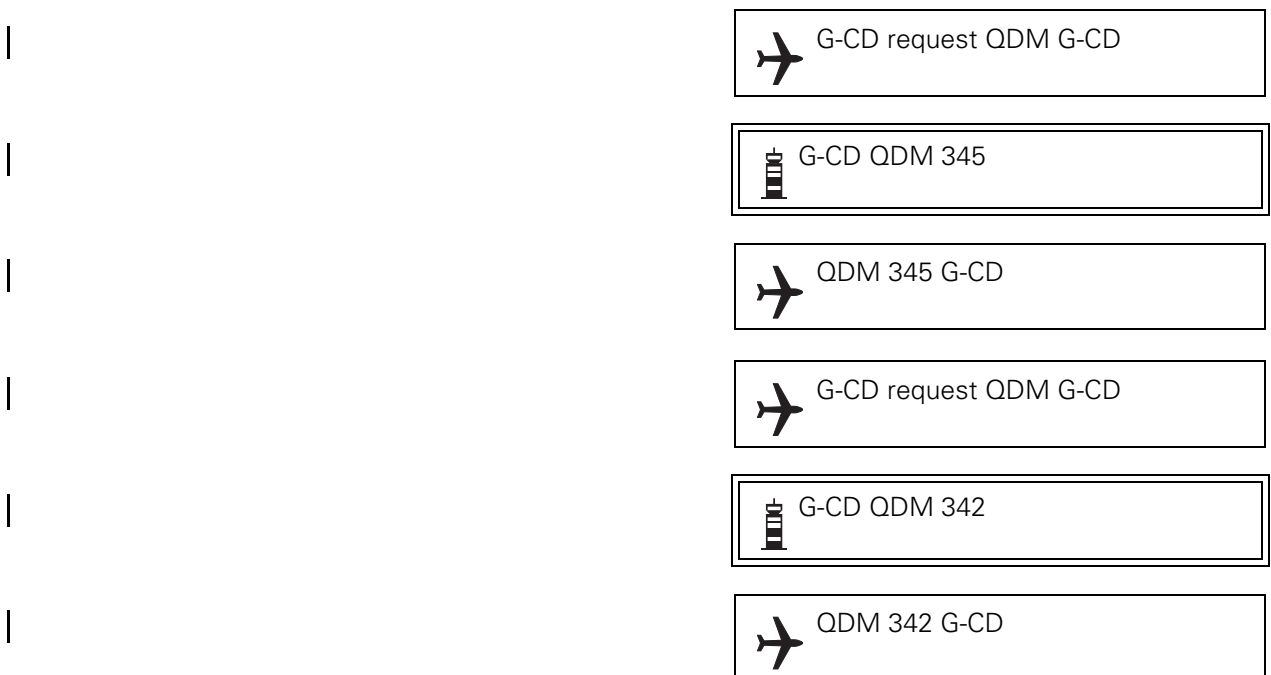 G-CD request QDM G-CD
G-CD QDM 345
QDM 345 G-CD
G-CD request QDM G-CD
G-CD QDM 342
QDM 342 G-CD